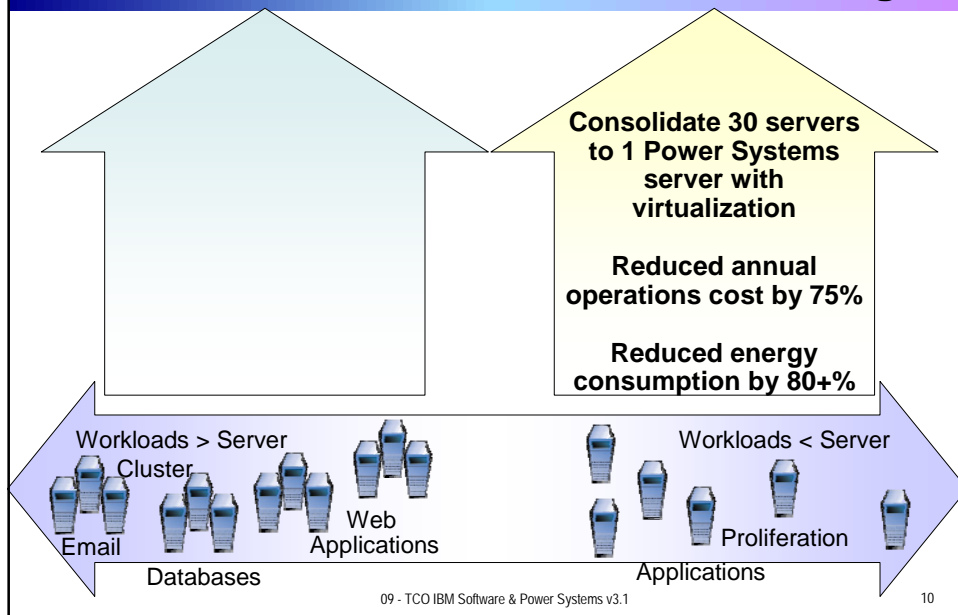 Consolidate 30 servers
to 1 Power Systems
server with
virtualization
Reduced annual
operations cost by 75%
Reduced energy
consumption by 80+%
Workloads > Server
Cluster
Email
Databases
Web
Applications
Workloads < Server
Proliferation
Applications
09 - TCO IBM Software & Power Systems v3.1
10